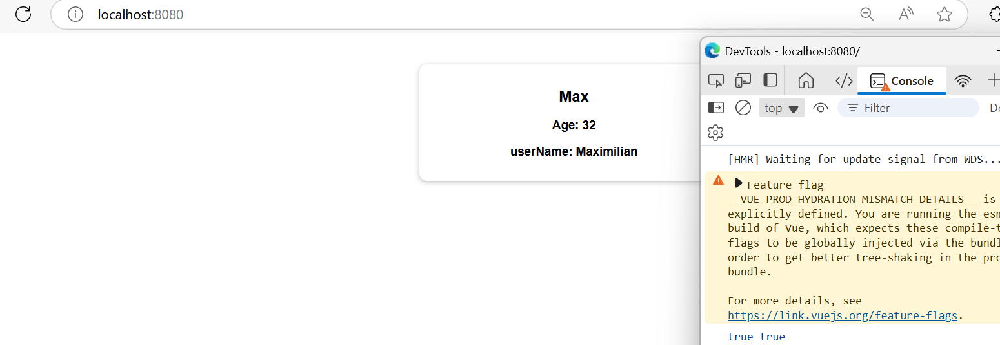 localhost:8080
DevTools - localhost:8080/
Console
top
Filter
Max
Age: 32
userName: Maximilian
[HMR] Waiting for update signal from WDS...
Feature flag
__VUE_PROD_HYDRATION_MISMATCH_DETAILS__ is
explicitly defined. You are running the esm
build of Vue, which expects these compile-t
flags to be globally injected via the bundl
order to get better tree-shaking in the pro
bundle.
For more details, see
https://link.vuejs.org/feature-flags.
true true